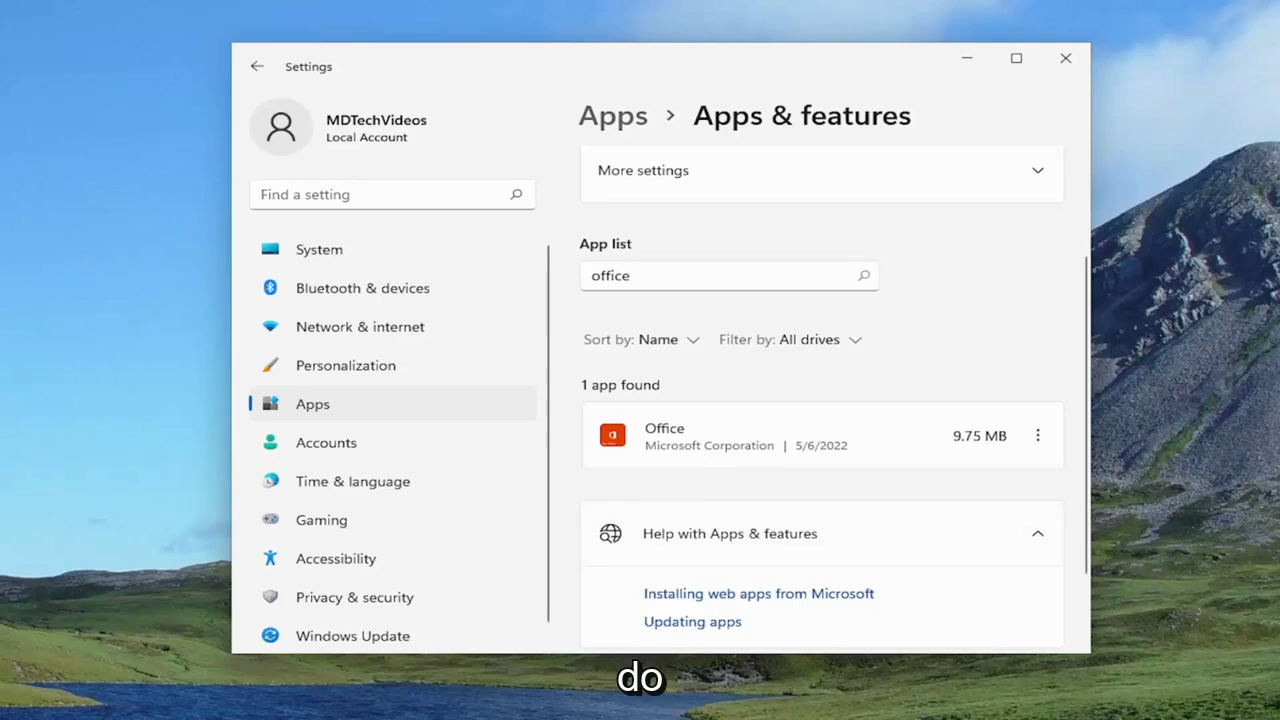 Settings
MDTechVideos
Local Account
Find a setting
System
Bluetooth & devices
Network & internet
Personalization
Apps
Accounts
Time & language
Gaming
Accessibility
Privacy & security
Windows Update
Apps > Apps & features
More settings
App list
office
Sort by: Name Filter by: All drives
1 app found
Office
Microsoft Corporation | 5/6/2022
9.75 MB
Help with Apps & features
Installing web apps from Microsoft
Updating apps
do